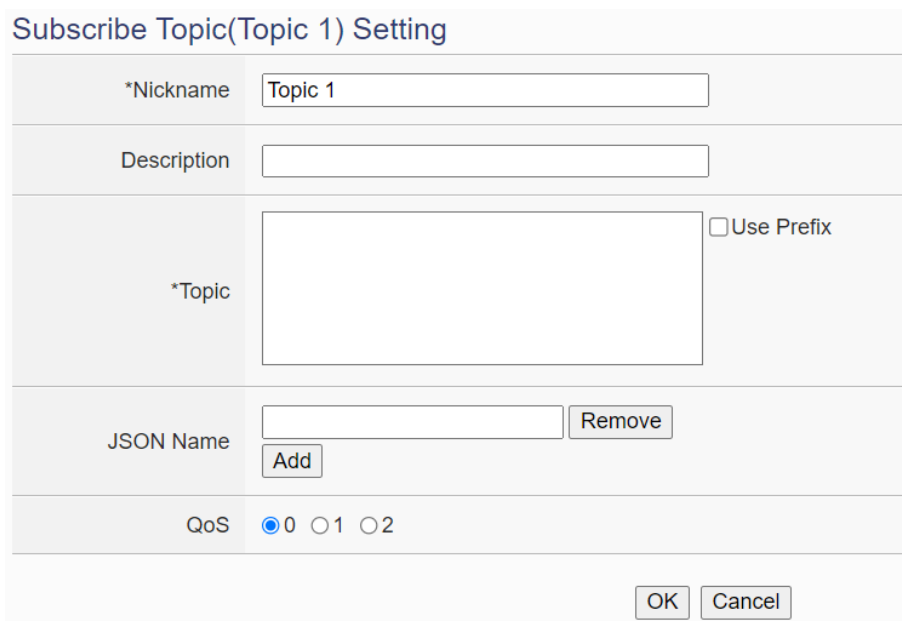 Subscribe Topic(Topic 1) Setting
*Nickname Topic 1
Description
*Topic Use Prefix
JSON Name Remove
Add
QoS 0 1 2
OK Cancel